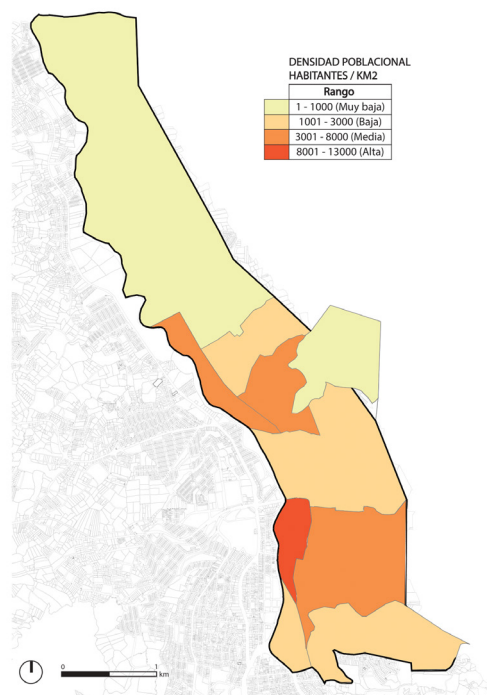 DENSIDAD POBLACIONAL
HABITANTES / KM2
Rango
1 - 1000 (Muy baja)
1001 - 3000 (Baja)
3001 - 8000 (Media)
8001 - 13000 (Alta)
0 1
km